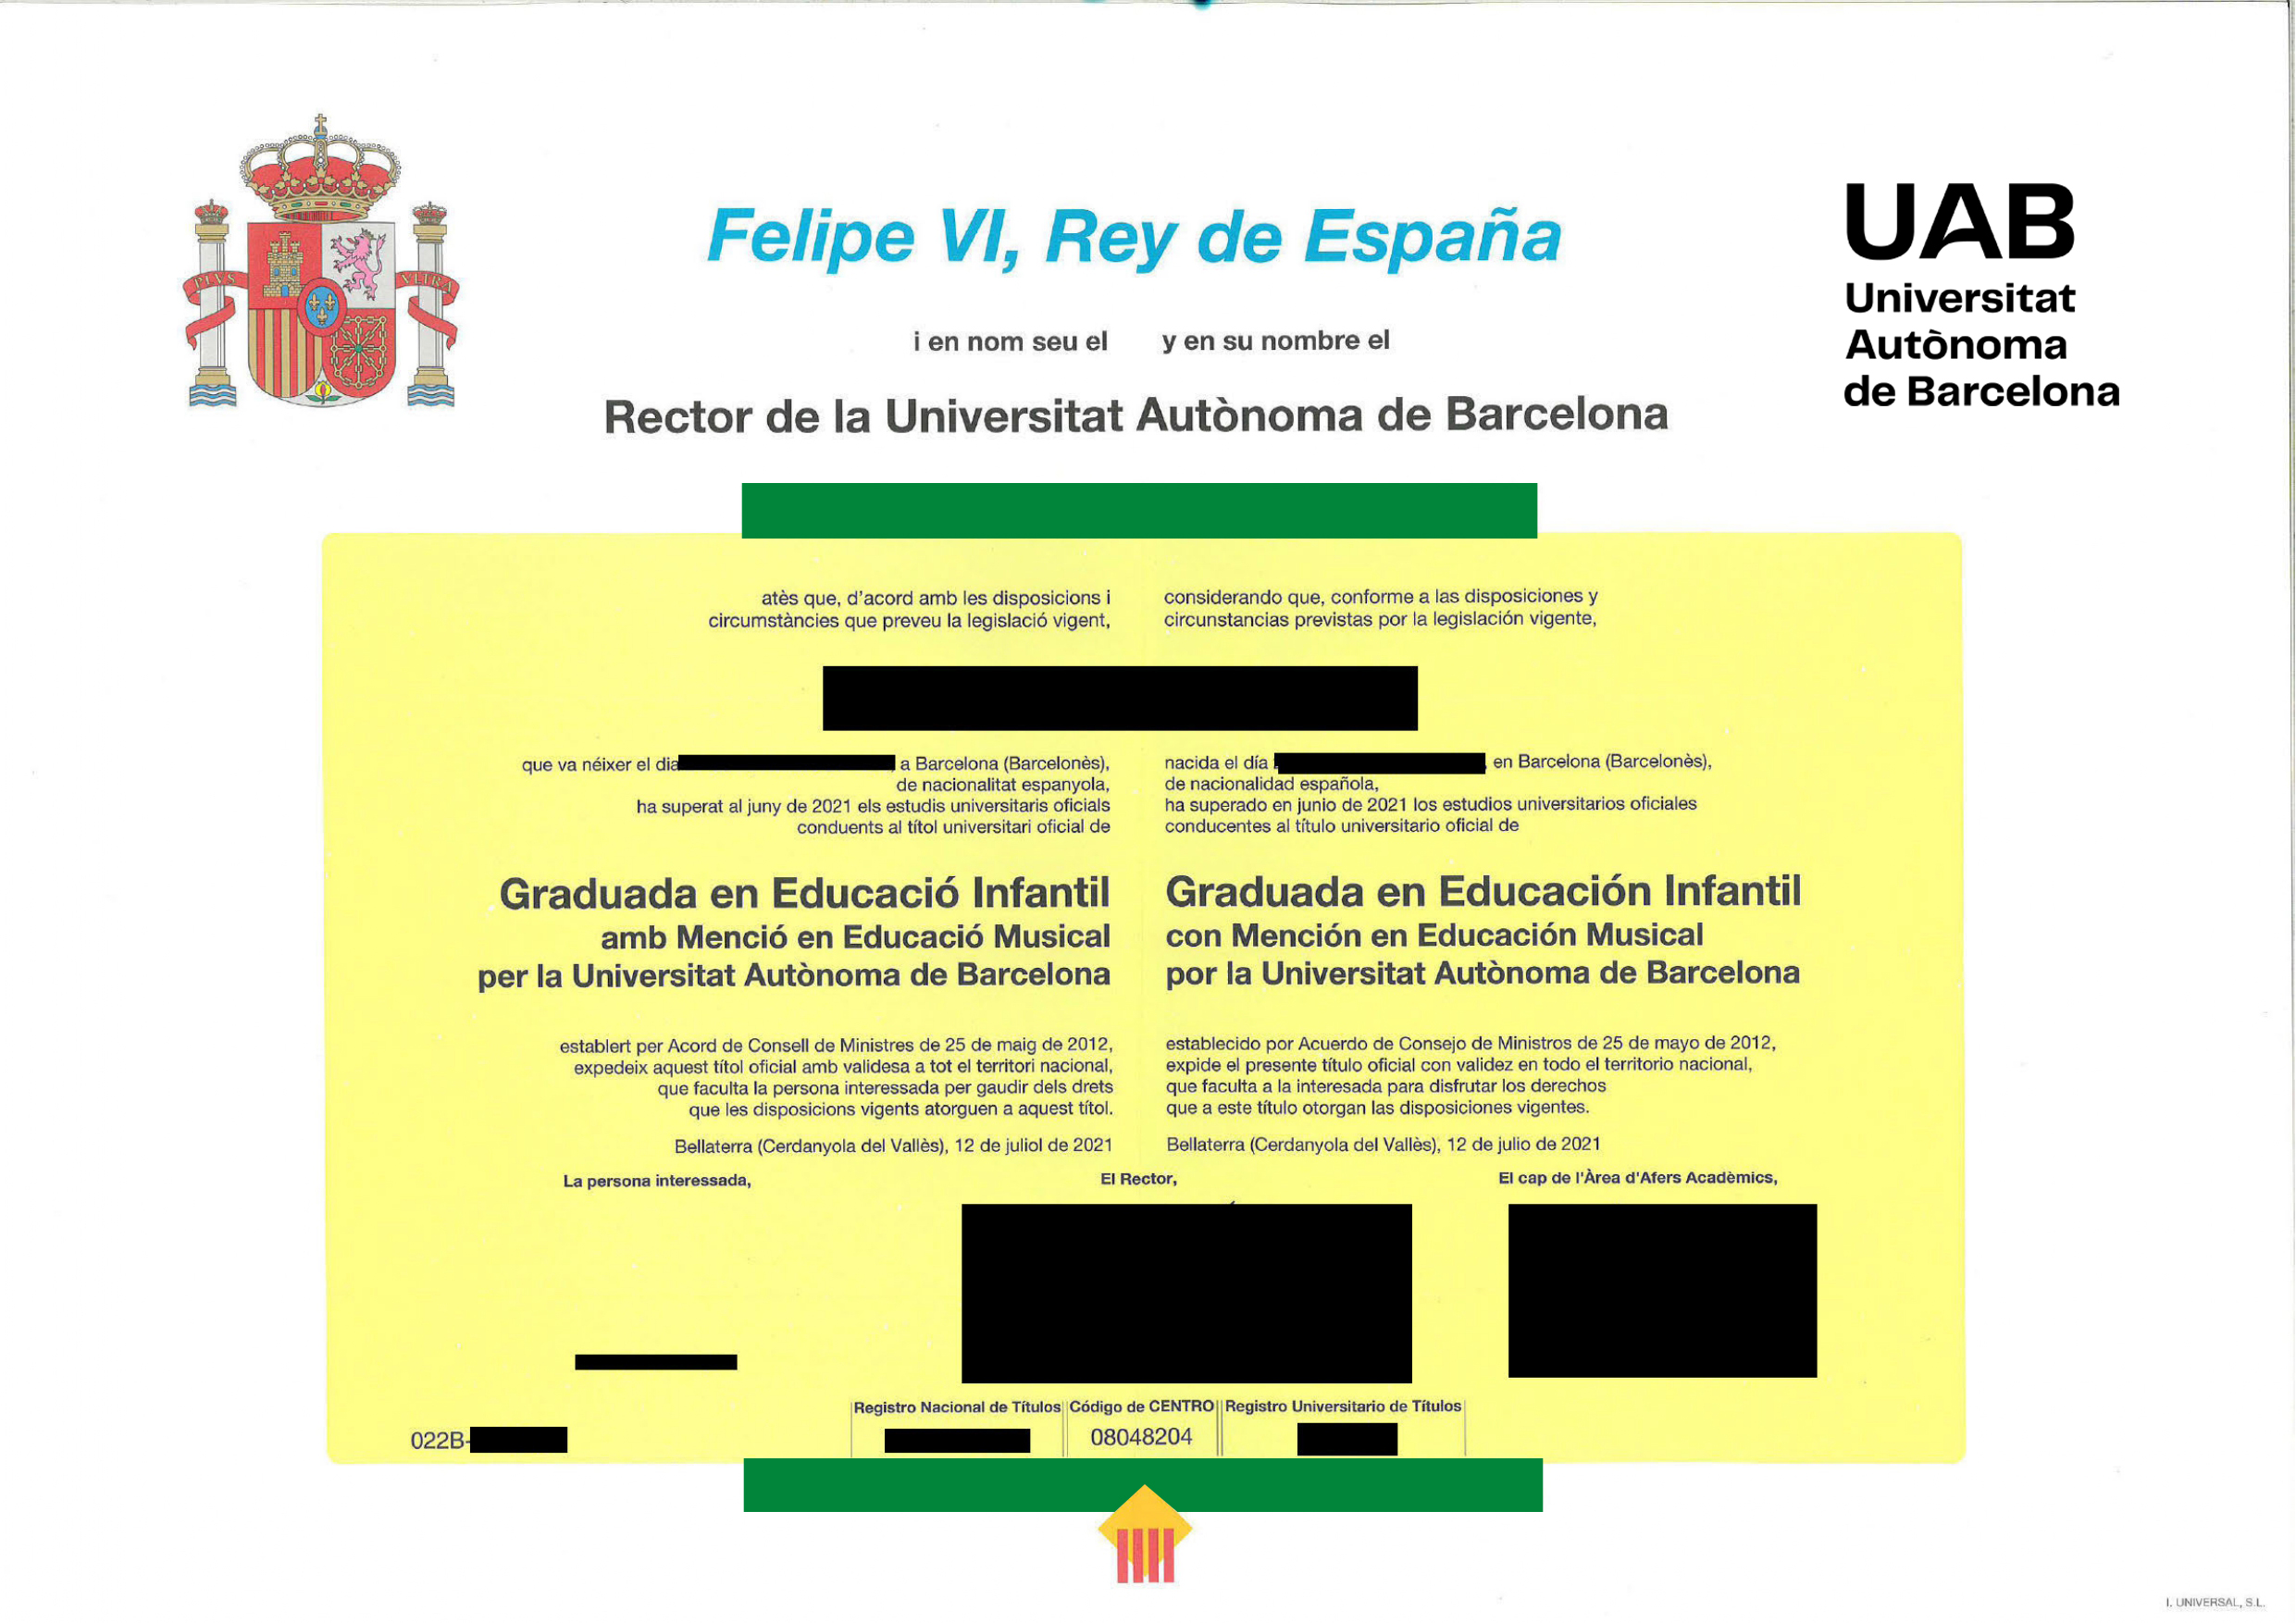 PLVS VLTRA
Felipe VI, Rey de España
UAB
Universitat
Autònoma
de Barcelona
i en nom seu el
y en su nombre el
Rector de la Universitat Autònoma de Barcelona
atès que, d'acord amb les disposicions i
circumstàncies que preveu la legislació vigent,
considerando que, conforme a las disposiciones y
circunstancias previstas por la legislación vigente,
que va néixer el dia a Barcelona (Barcelonès),
de nacionalitat espanyola,
ha superat al juny de 2021 els estudis universitaris oficials
conduents al títol universitari oficial de
nacida el día en Barcelona (Barcelonès),
de nacionalidad española,
ha superado en junio de 2021 los estudios universitarios oficiales
conducentes al título universitario oficial de
Graduada en Educació Infantil
amb Menció en Educació Musical
per la Universitat Autònoma de Barcelona
Graduada en Educación Infantil
con Mención en Educación Musical
por la Universitat Autònoma de Barcelona
establert per Acord de Consell de Ministres de 25 de maig de 2012,
expedeix aquest títol oficial amb validesa a tot el territori nacional,
que faculta la persona interessada per gaudir dels drets
que les disposicions vigents atorguen a aquest títol.
Bellaterra (Cerdanyola del Vallès), 12 de juliol de 2021
establecido por Acuerdo de Consejo de Ministros de 25 de mayo de 2012,
expide el presente título oficial con validez en todo el territorio nacional,
que faculta a la interesada para disfrutar los derechos
que a este título otorgan las disposiciones vigentes.
Bellaterra (Cerdanyola del Vallès), 12 de julio de 2021
La persona interessada,
El Rector,
El cap de l'Àrea d'Afers Acadèmics,
Registro Nacional de Títulos
Código de CENTRO
Registro Universitario de Títulos
022B-
08048204
I. UNIVERSAL, S.L.